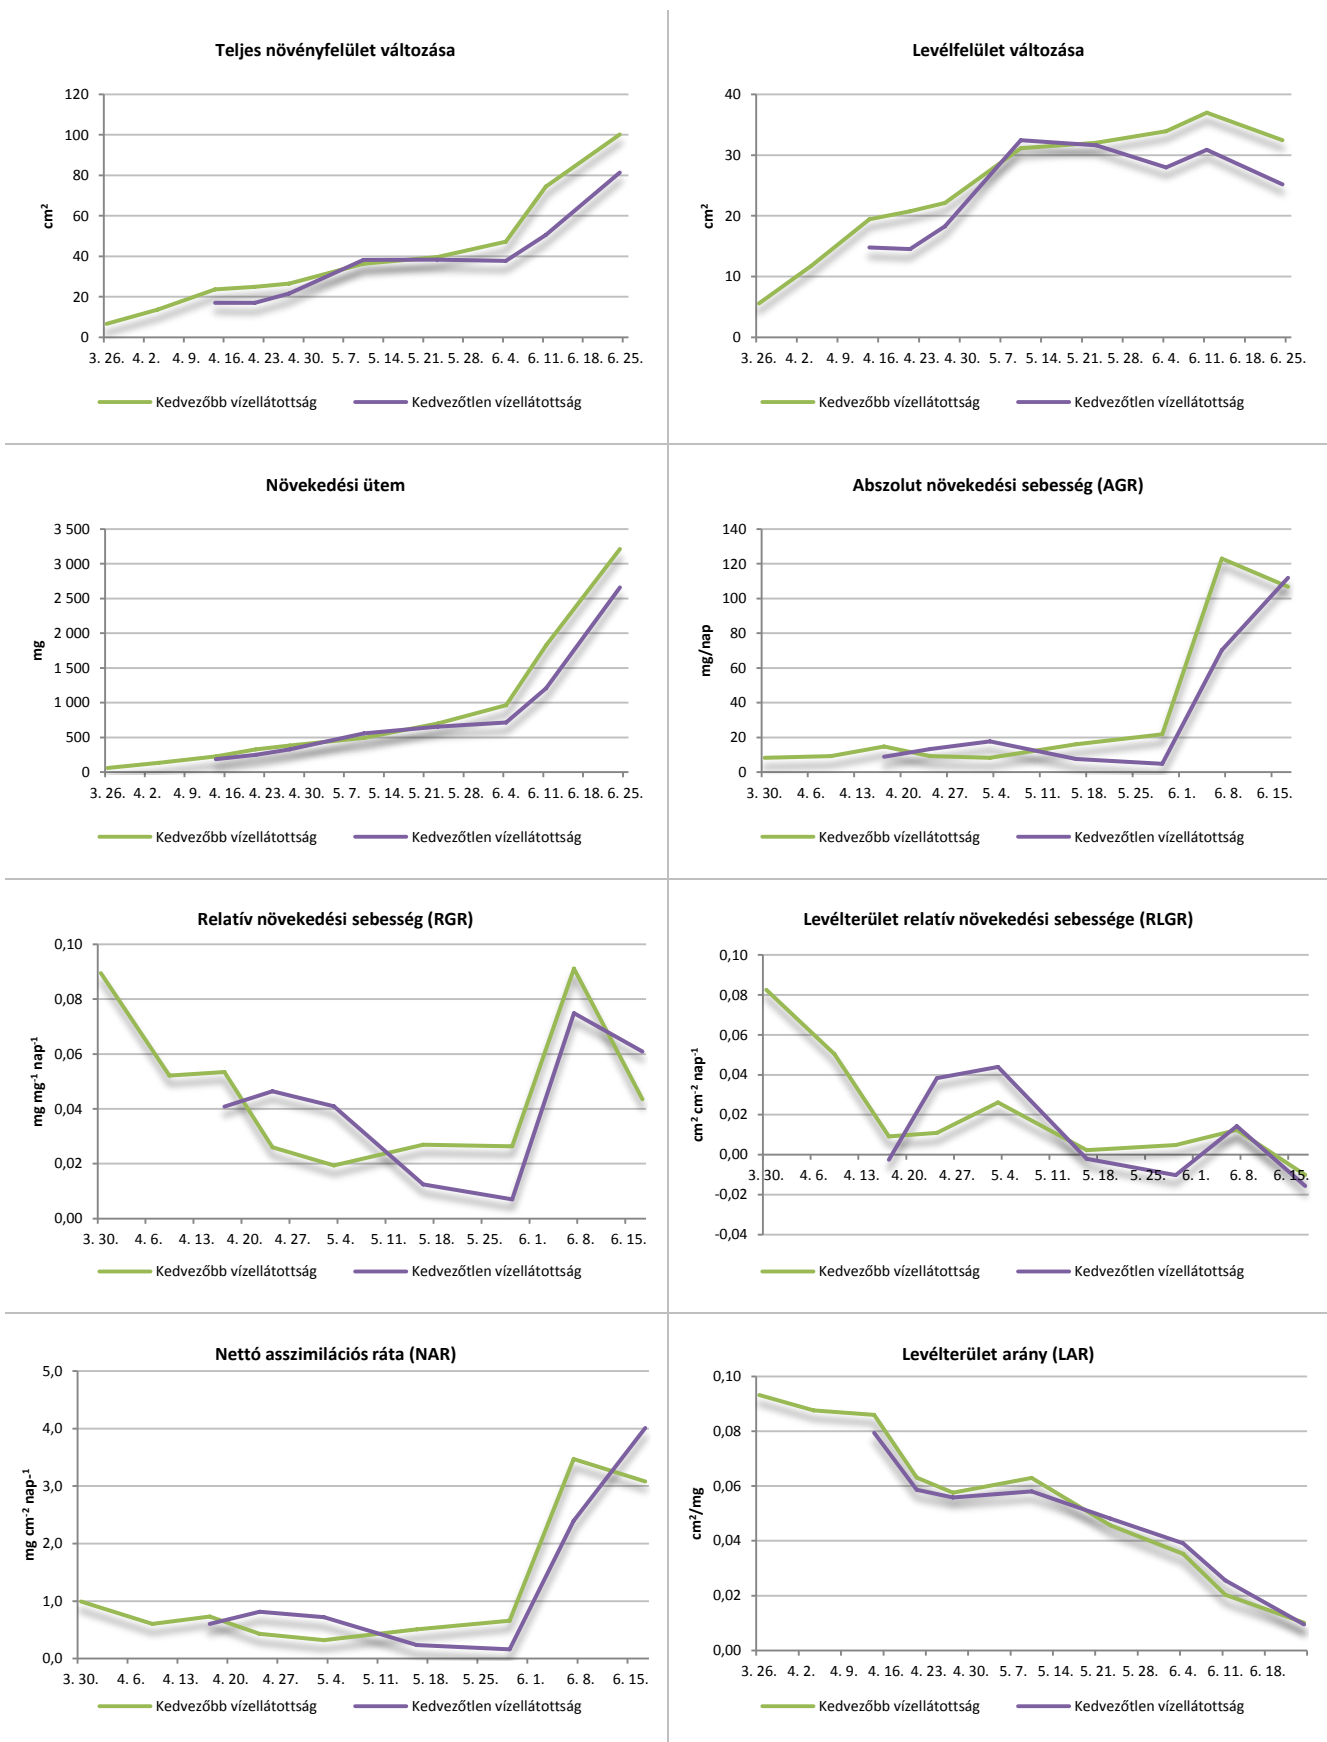 Teljes növényfelület változása
120
100
80
60
40
20
0
cm²
3. 26. 4. 2. 4. 9. 4. 16. 4. 23. 4. 30. 5. 7. 5. 14. 5. 21. 5. 28. 6. 4. 6. 11. 6. 18. 6. 25.
Kedvezőbb vízellátottság Kedvezőtlen vízellátottság
Levélfelület változása
40
30
20
10
0
cm²
3. 26. 4. 2. 4. 9. 4. 16. 4. 23. 4. 30. 5. 7. 5. 14. 5. 21. 5. 28. 6. 4. 6. 11. 6. 18. 6. 25.
Kedvezőbb vízellátottság Kedvezőtlen vízellátottság
Növekedési ütem
3 500
3 000
2 500
2 000
1 500
1 000
500
0
mg
3. 26. 4. 2. 4. 9. 4. 16. 4. 23. 4. 30. 5. 7. 5. 14. 5. 21. 5. 28. 6. 4. 6. 11. 6. 18. 6. 25.
Kedvezőbb vízellátottság Kedvezőtlen vízellátottság
Abszolut növekedési sebesség (AGR)
140
120
100
80
60
40
20
0
mg/nap
3. 30. 4. 6. 4. 13. 4. 20. 4. 27. 5. 4. 5. 11. 5. 18. 5. 25. 6. 1. 6. 8. 6. 15.
Kedvezőbb vízellátottság Kedvezőtlen vízellátottság
Relatív növekedési sebesség (RGR)
0,10
0,08
0,06
0,04
0,02
0,00
mg mg⁻¹ nap⁻¹
3. 30. 4. 6. 4. 13. 4. 20. 4. 27. 5. 4. 5. 11. 5. 18. 5. 25. 6. 1. 6. 8. 6. 15.
Kedvezőbb vízellátottság Kedvezőtlen vízellátottság
Levélterület relatív növekedési sebessége (RLGR)
0,10
0,08
0,06
0,04
0,02
0,00
-0,02
-0,04
cm² cm⁻² nap⁻¹
3. 30. 4. 6. 4. 13. 4. 20. 4. 27. 5. 4. 5. 11. 5. 18. 5. 25. 6. 1. 6. 8. 6. 15.
Kedvezőbb vízellátottság Kedvezőtlen vízellátottság
Nettó asszimilációs ráta (NAR)
5,0
4,0
3,0
2,0
1,0
0,0
mg cm⁻² nap-¹
3. 30. 4. 6. 4. 13. 4. 20. 4. 27. 5. 4. 5. 11. 5. 18. 5. 25. 6. 1. 6. 8. 6. 15.
Kedvezőbb vízellátottság Kedvezőtlen vízellátottság
Levélterület arány (LAR)
0,10
0,08
0,06
0,04
0,02
0,00
cm²/mg
3. 26. 4. 2. 4. 9. 4. 16. 4. 23. 4. 30. 5. 7. 5. 14. 5. 21. 5. 28. 6. 4. 6. 11. 6. 18.
Kedvezőbb vízellátottság Kedvezőtlen vízellátottság